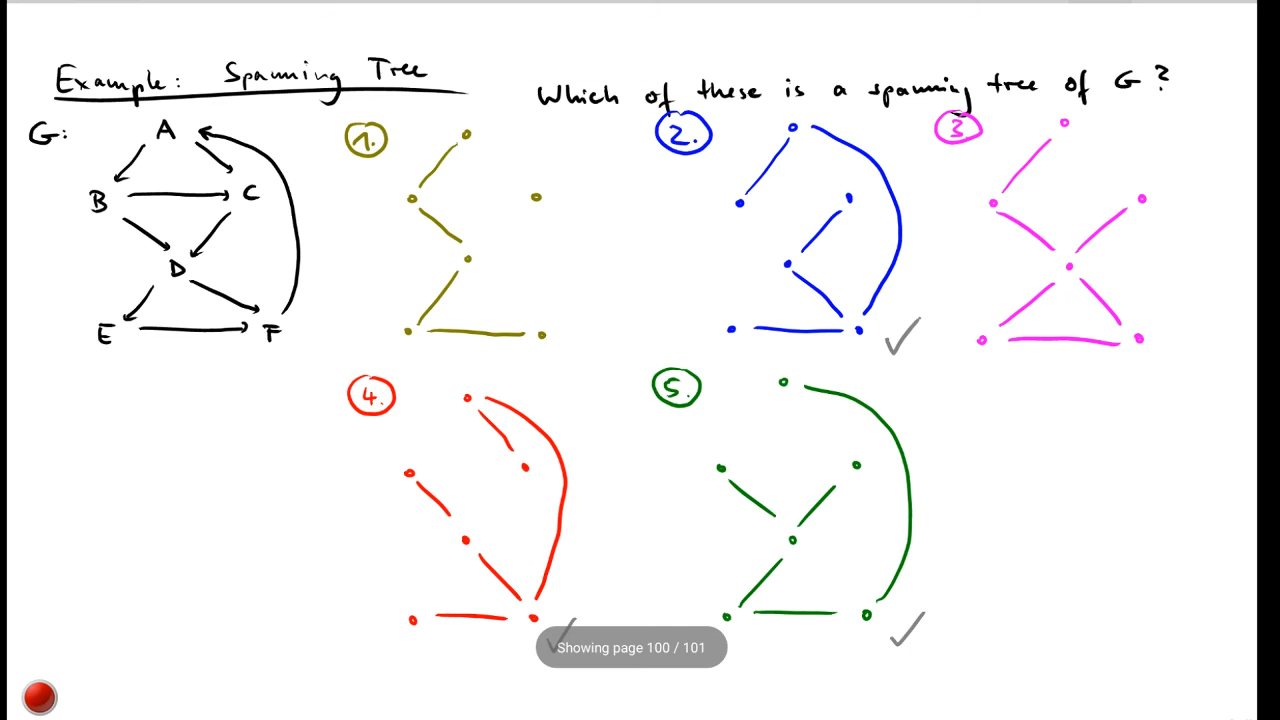 Example: Spanning Tree
Which of these is a spanning tree of G?
G:
A
B
C
D
E
F
1.
2.
3
4.
5.
Showing page 100 / 101